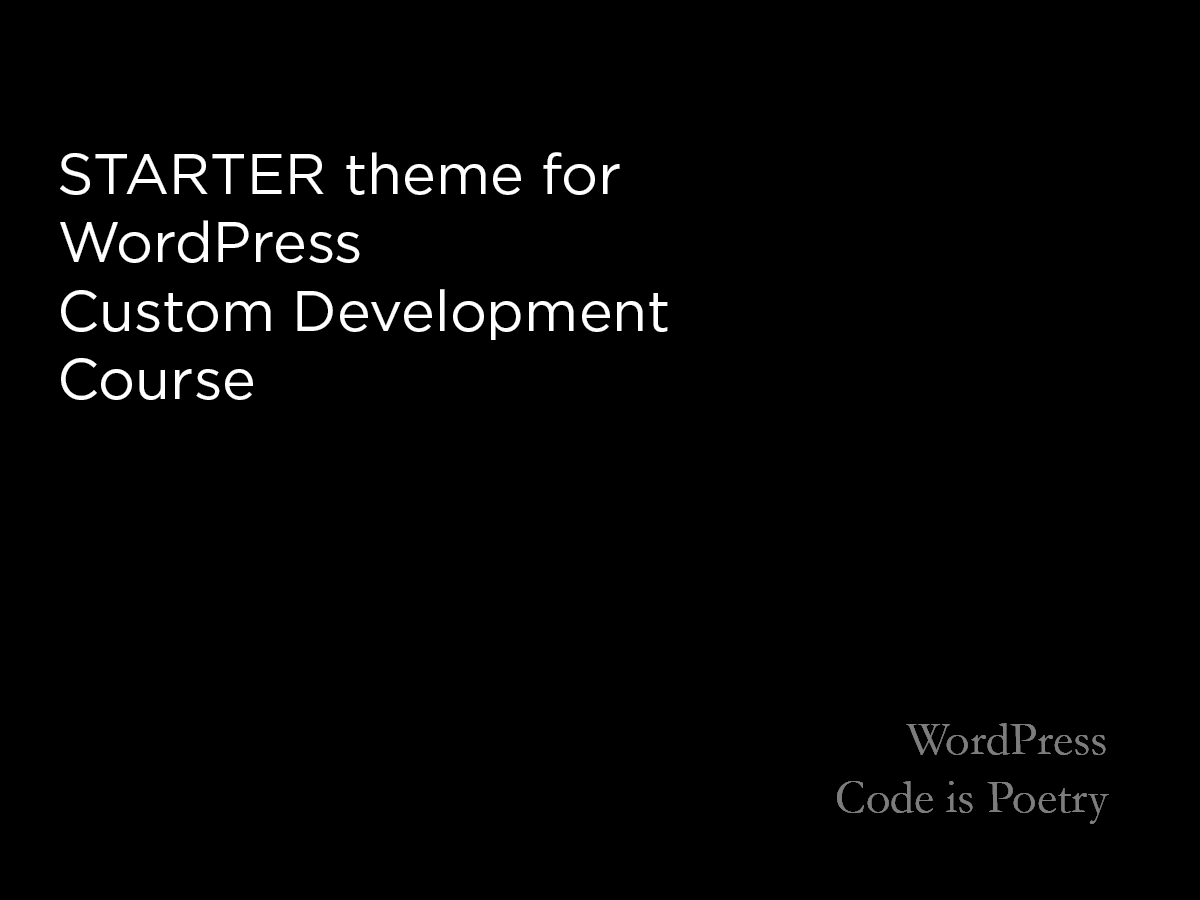 STARTER theme for
WordPress
Custom Development
Course
WordPress
Code is Poetry